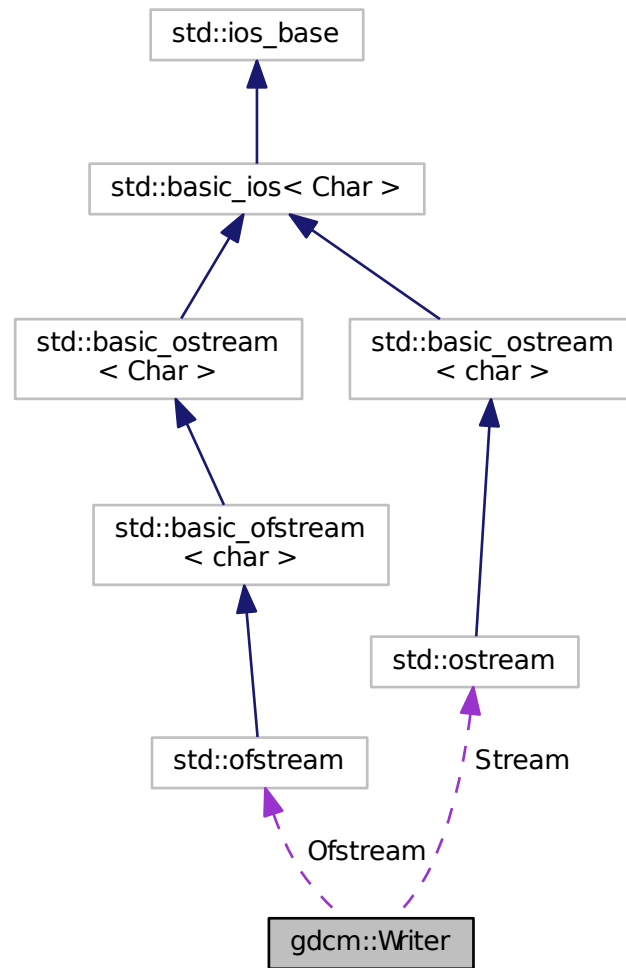 std::ios_base
std::basic_ios< Char >
std::basic_ostream
< Char >
std::basic_ostream
< char >
std::basic_ofstream
< char >
std::ostream
std::ofstream
Stream
Ofstream
gdcm::Writer